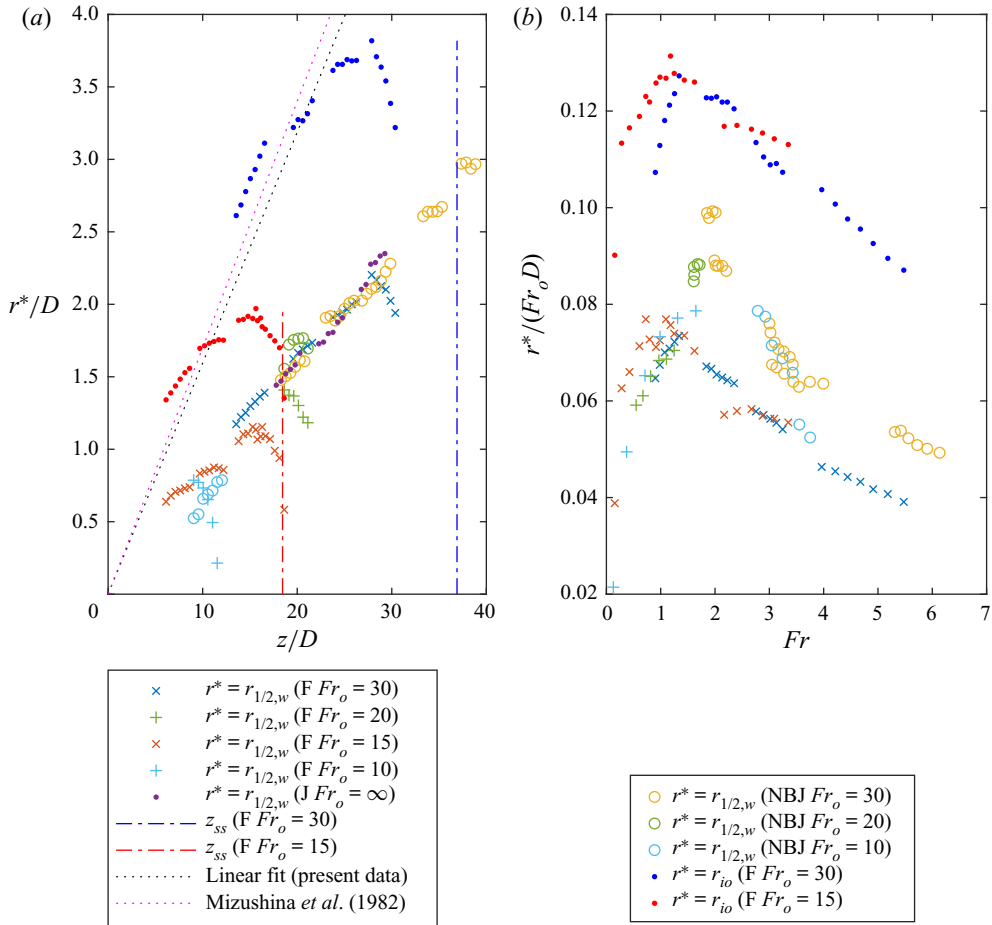 (a)
4.0
3.5
3.0
2.5
r*/D 2.0
1.5
1.0
0.5
0 10 20 30 40
z/D
(b)
0.14
0.12
0.10
r*/(Fr_oD) 0.08
0.06
0.04
0.02
0 1 2 3 4 5 6 7
Fr
r* = r_{1/2,w} (F Fr_o = 30)
r* = r_{1/2,w} (F Fr_o = 20)
r* = r_{1/2,w} (F Fr_o = 15)
r* = r_{1/2,w} (F Fr_o = 10)
r* = r_{1/2,w} (J Fr_o = ∞)
z_{ss} (F Fr_o = 30)
z_{ss} (F Fr_o = 15)
Linear fit (present data)
Mizushina et al. (1982)
r* = r_{1/2,w} (NBJ Fr_o = 30)
r* = r_{1/2,w} (NBJ Fr_o = 20)
r* = r_{1/2,w} (NBJ Fr_o = 10)
r* = r_{io} (F Fr_o = 30)
r* = r_{io} (F Fr_o = 15)